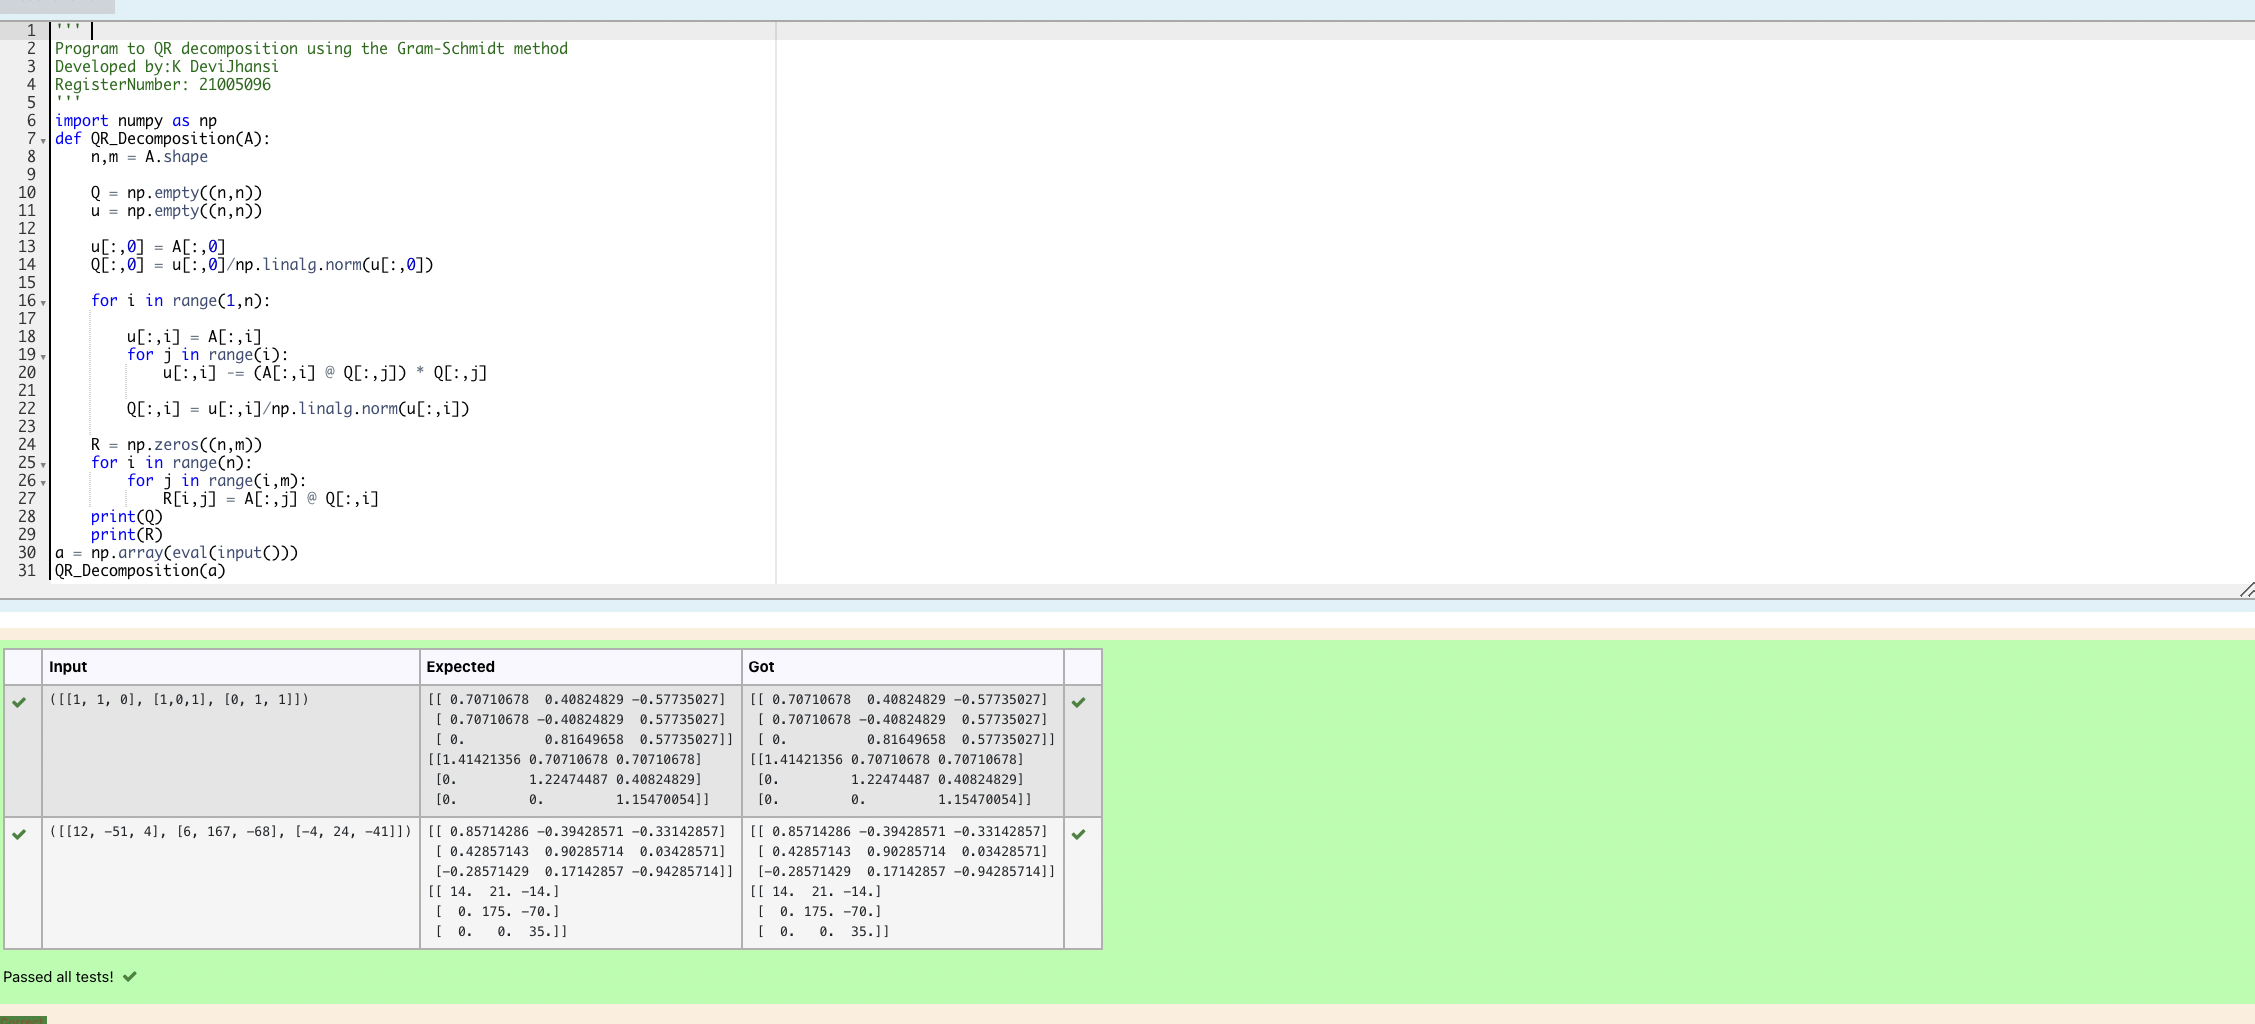 1 '''
2 Program to QR decomposition using the Gram-Schmidt method
3 Developed by:K DeviJhansi
4 RegisterNumber: 21005096
5 '''
6 import numpy as np
7 def QR_Decomposition(A):
8     n,m = A.shape
9
10     Q = np.empty((n,n))
11     u = np.empty((n,n))
12
13     u[:,0] = A[:,0]
14     Q[:,0] = u[:,0]/np.linalg.norm(u[:,0])
15
16     for i in range(1,n):
17
18         u[:,i] = A[:,i]
19         for j in range(i):
20             u[:,i] -= (A[:,i] @ Q[:,j]) * Q[:,j]
21
22         Q[:,i] = u[:,i]/np.linalg.norm(u[:,i])
23
24     R = np.zeros((n,m))
25     for i in range(n):
26         for j in range(i,m):
27             R[i,j] = A[:,j] @ Q[:,i]
28     print(Q)
29     print(R)
30 a = np.array(eval(input()))
31 QR_Decomposition(a)
Input Expected Got
([[1, 1, 0], [1,0,1], [0, 1, 1]]) [[ 0.70710678  0.40824829 -0.57735027] [[ 0.70710678  0.40824829 -0.57735027]
[ 0.70710678 -0.40824829  0.57735027] [ 0.70710678 -0.40824829  0.57735027]
[ 0.          0.81649658  0.57735027]] [ 0.          0.81649658  0.57735027]]
[[1.41421356 0.70710678 0.70710678] [[1.41421356 0.70710678 0.70710678]
[0.         1.22474487 0.40824829] [0.         1.22474487 0.40824829]
[0.         0.         1.15470054]] [0.         0.         1.15470054]]
([[12, -51, 4], [6, 167, -68], [-4, 24, -41]]) [[ 0.85714286 -0.39428571 -0.33142857] [[ 0.85714286 -0.39428571 -0.33142857]
[ 0.42857143  0.90285714  0.03428571] [ 0.42857143  0.90285714  0.03428571]
[-0.28571429  0.17142857 -0.94285714]] [-0.28571429  0.17142857 -0.94285714]]
[[ 14.  21. -14.] [[ 14.  21. -14.]
[  0. 175. -70.] [  0. 175. -70.]
[  0.   0.  35.]] [  0.   0.  35.]]
Passed all tests!